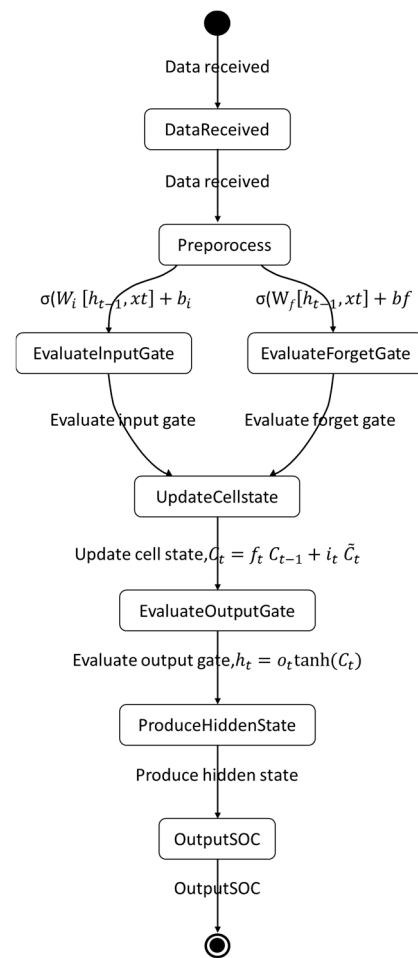 Data received
DataReceived
Data received
Preporocess
σ(W_i [h_{t−1}, xt] + b_i
σ(W_f[h_{t−1}, xt] + bf
EvaluateInputGate
EvaluateForgetGate
Evaluate input gate
Evaluate forget gate
UpdateCellstate
Update cell state,C_t = f_t C_{t−1} + i_t C̃_t
EvaluateOutputGate
Evaluate output gate,h_t = o_t tanh(C_t)
ProduceHiddenState
Produce hidden state
OutputSOC
OutputSOC